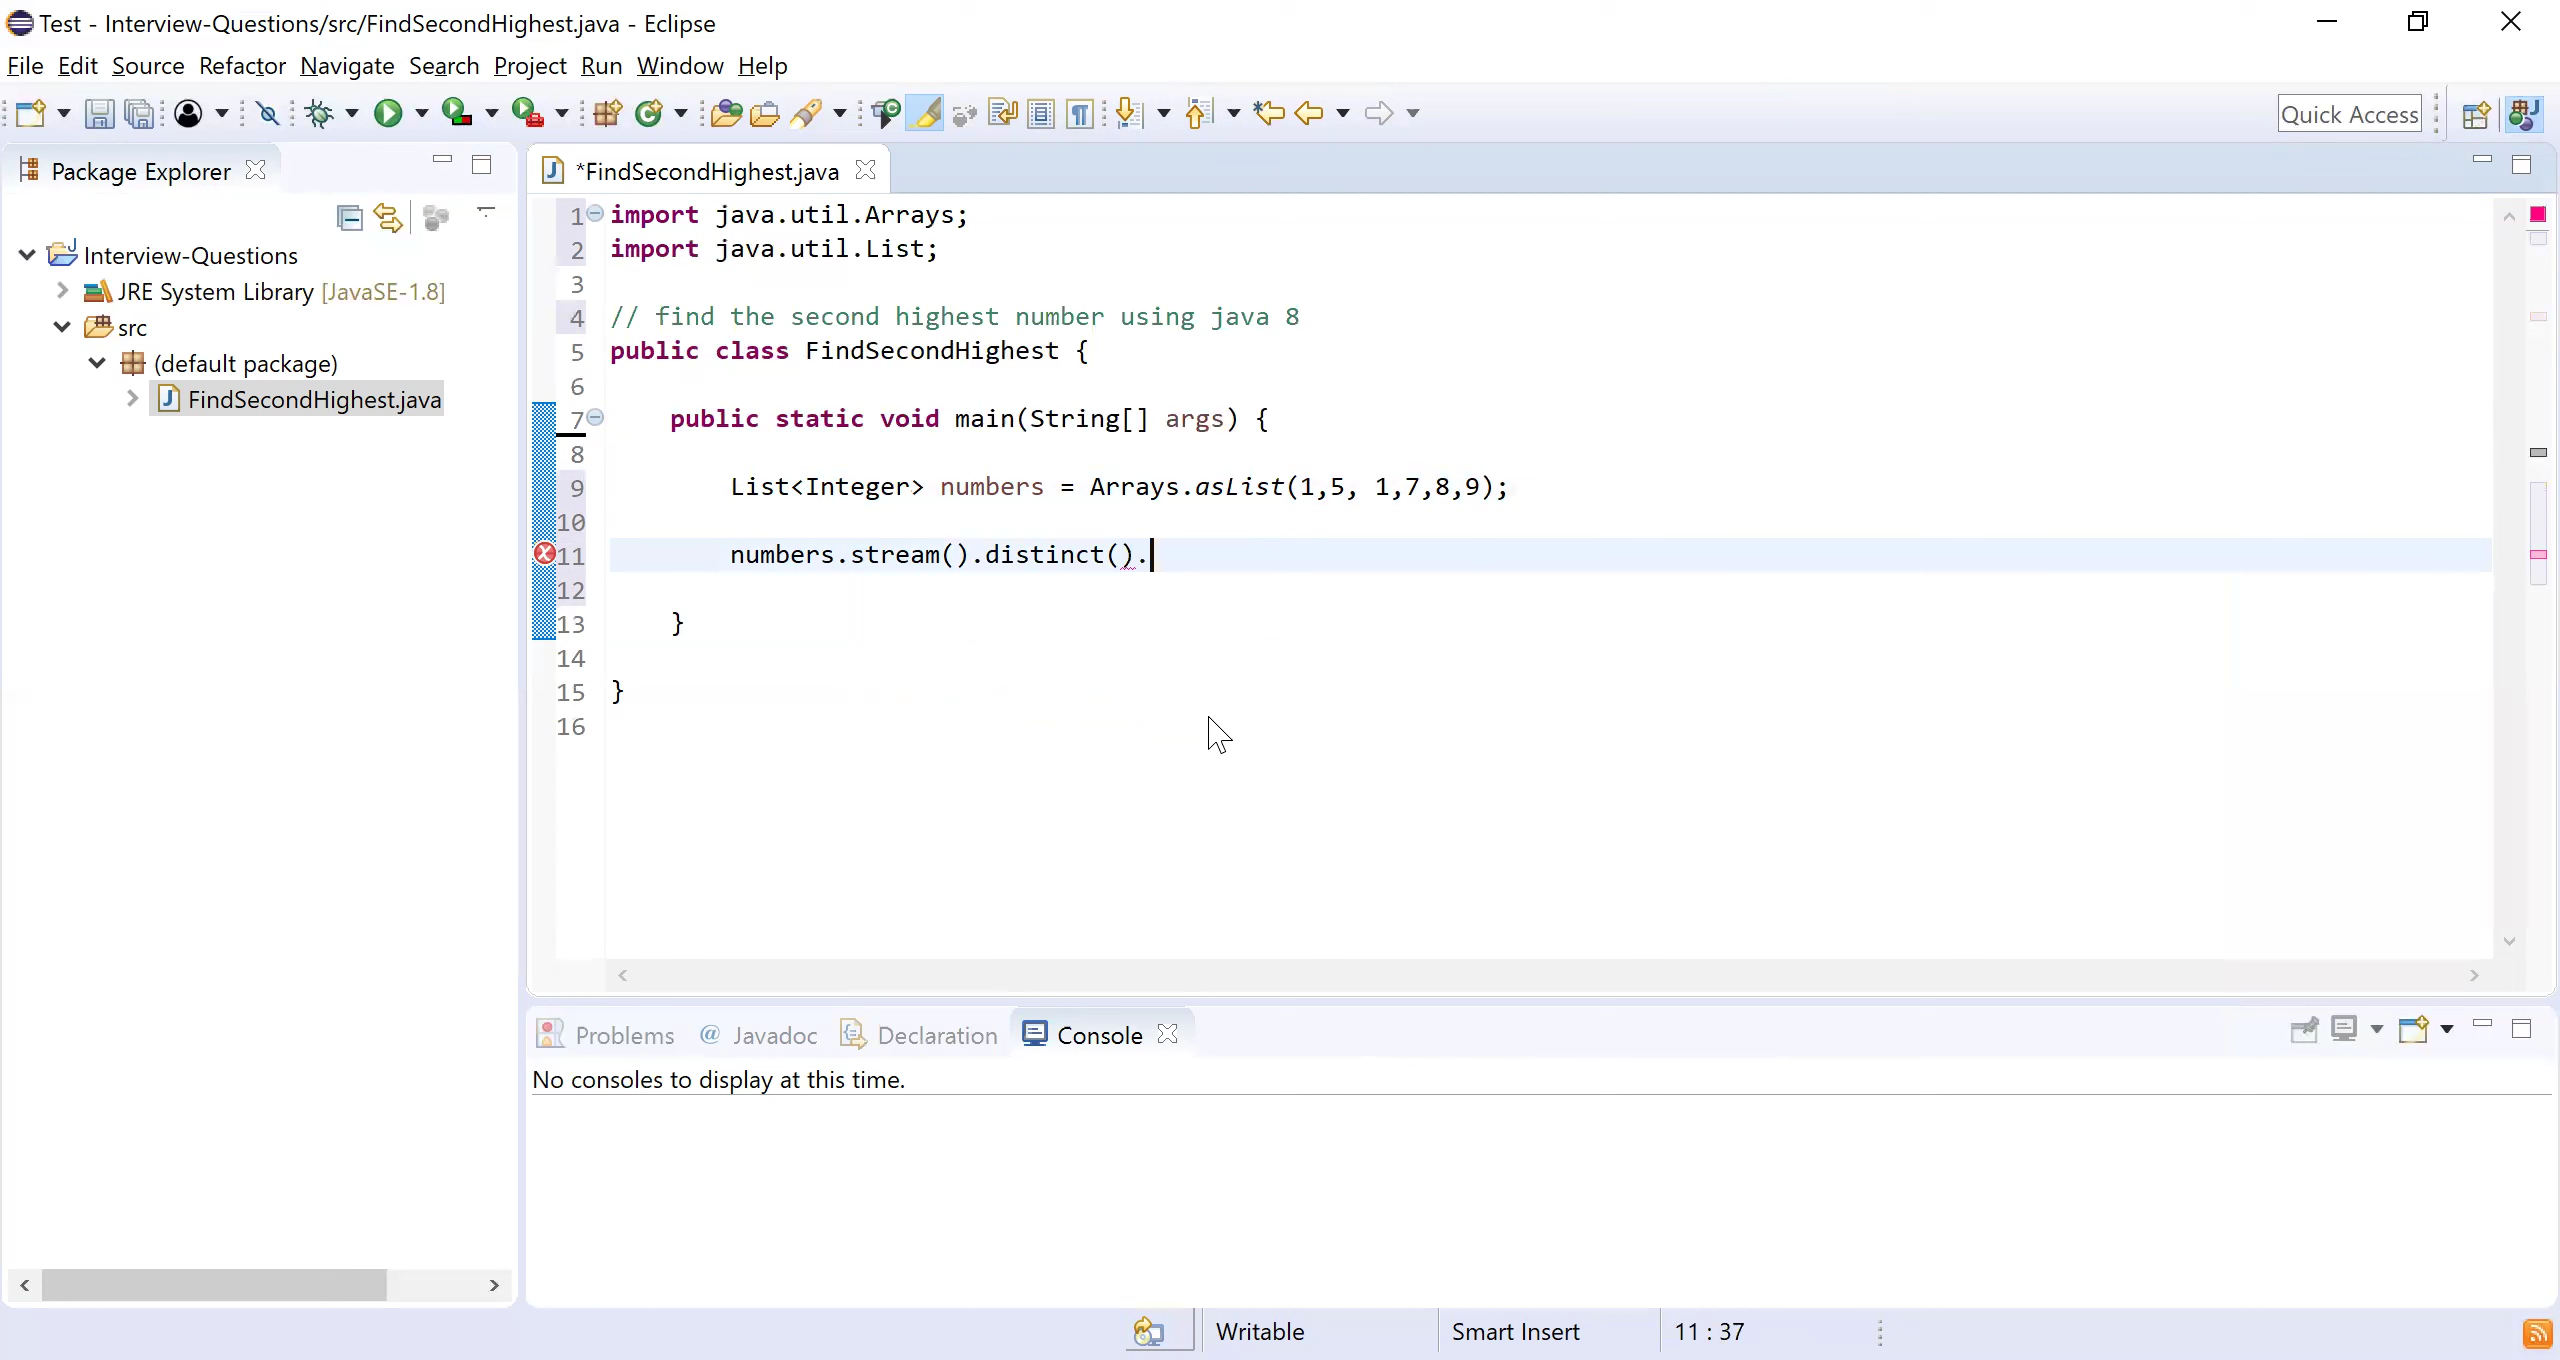 Test - Interview-Questions/src/FindSecondHighest.java - Eclipse
File Edit Source Refactor Navigate Search Project Run Window Help
Quick Access
Package Explorer
*FindSecondHighest.java
Interview-Questions
JRE System Library [JavaSE-1.8]
src
(default package)
FindSecondHighest.java
1 import java.util.Arrays;
2 import java.util.List;
3
4 // find the second highest number using java 8
5 public class FindSecondHighest {
6
7 public static void main(String[] args) {
8
9 List<Integer> numbers = Arrays.asList(1,5, 1,7,8,9);
10
11 numbers.stream().distinct().
12
13 }
14
15 }
16
Problems @ Javadoc Declaration Console
No consoles to display at this time.
Writable Smart Insert 11 : 37